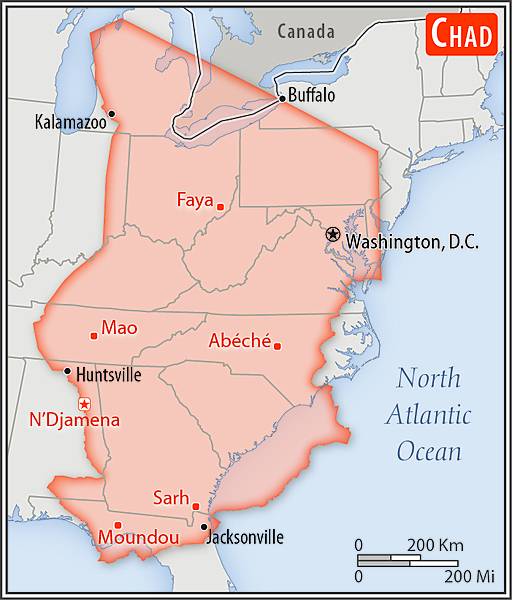 CHAD
Canada
Buffalo
Kalamazoo
Faya
Washington, D.C.
Mao
Abéché
Huntsville
N'Djamena
North
Atlantic
Ocean
Sarh
Moundou
Jacksonville
0 200 Km
0 200 Mi